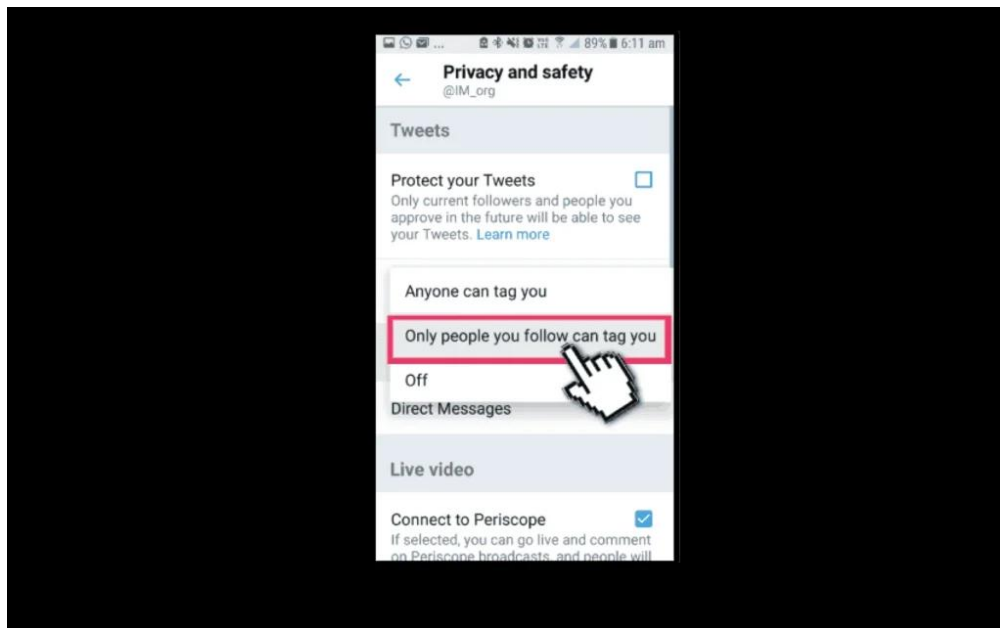 ... 89% 6:11 am
Privacy and safety
@IM_org
Tweets
Protect your Tweets
Only current followers and people you
approve in the future will be able to see
your Tweets. Learn more
Anyone can tag you
Only people you follow can tag you
Off
Direct Messages
Live video
Connect to Periscope
If selected, you can go live and comment
on Periscope broadcasts, and people will